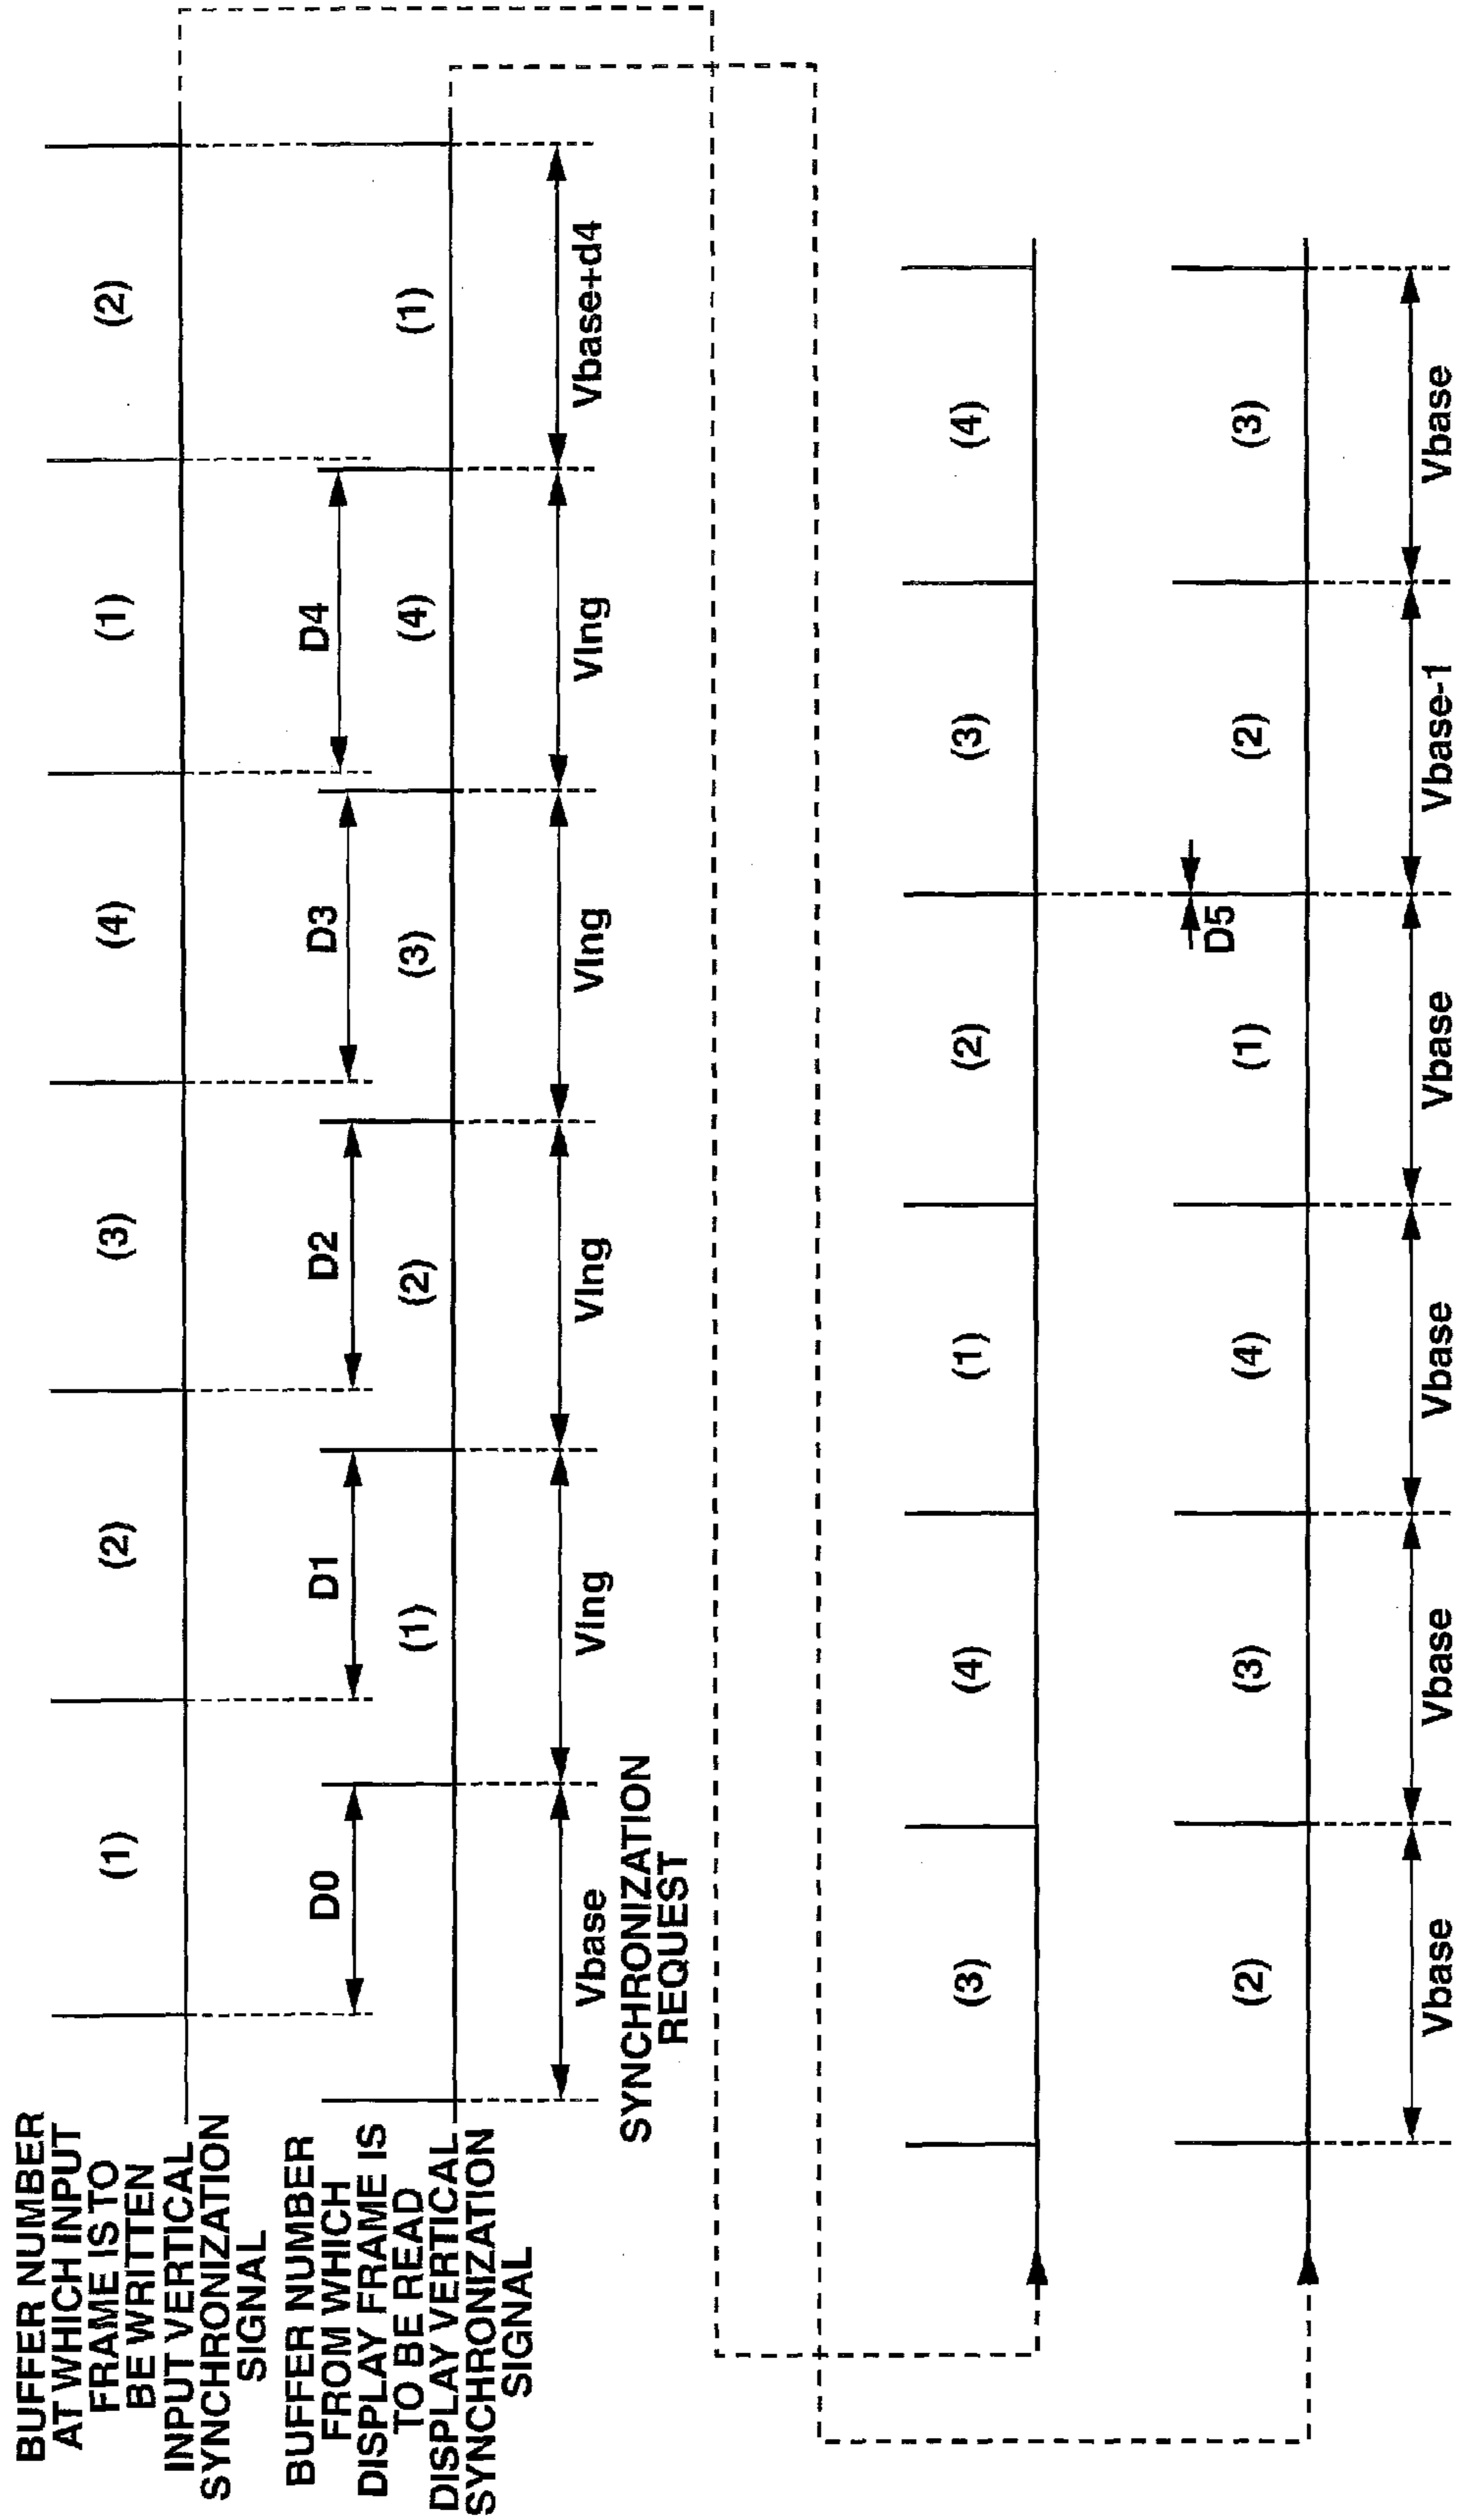 BUFFER NUMBER
AT WHICH INPUT
FRAME IS TO
BE WRITTEN
(1)
(2)
(3)
(4)
(1)
(2)
INPUT VERTICAL
SYNCHRONIZATION
SIGNAL
D0
D1
D2
D3
D4
BUFFER NUMBER
FROM WHICH
DISPLAY FRAME IS
TO BE READ
(1)
(2)
(3)
(4)
(1)
DISPLAY VERTICAL
SYNCHRONIZATION
SIGNAL
Vbase
Vlng
Vlng
Vlng
Vlng
Vlng
Vbase+d4
SYNCHRONIZATION
REQUEST
(3)
(4)
(1)
(2)
(3)
(4)
D5
(2)
(3)
(4)
(1)
(2)
(3)
Vbase
Vbase
Vbase
Vbase
Vbase-1
Vbase